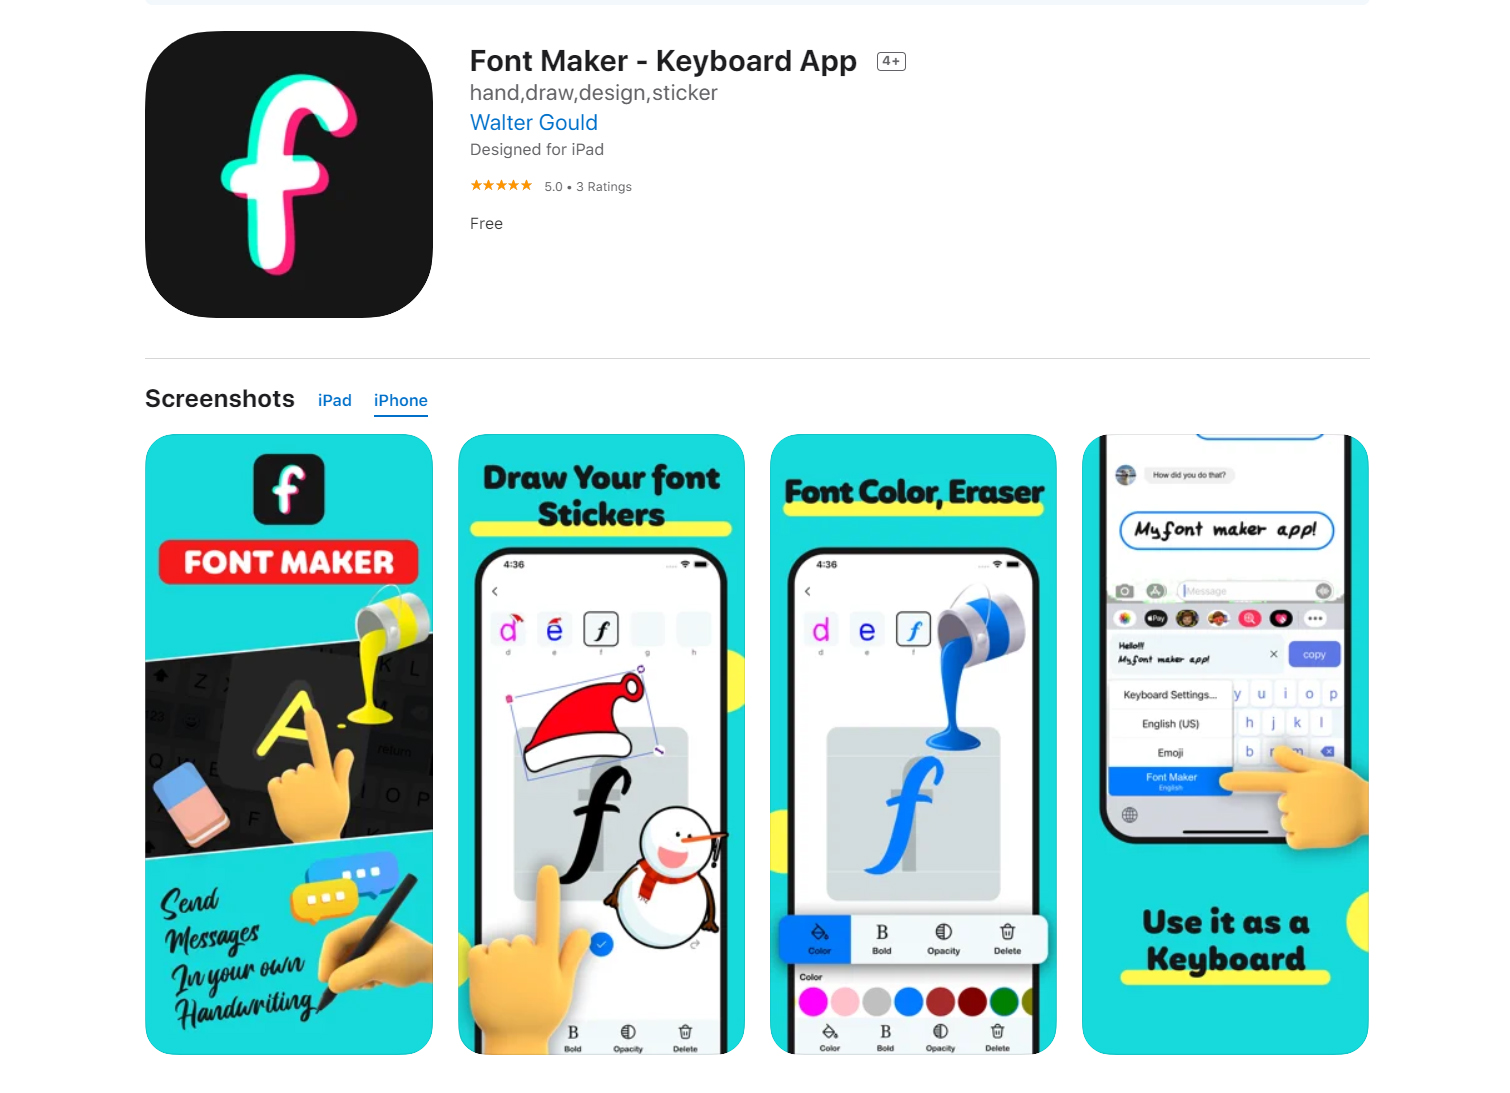 f
Font Maker - Keyboard App 4+
hand,draw,design,sticker
Walter Gould
Designed for iPad
★★★★★ 5.0 • 3 Ratings
Free
Screenshots iPad iPhone
f
FONT MAKER
K L
Z
123
A
return
Q W E
I O P
F
K
Send
Messages
In your own
Handwriting
Draw Your font
Stickers
4:36
d e f
d e f g h
f
f
Bold Opacity Delete
Font Color, Eraser
4:36
d e f
d e f
f
f
Color Bold Opacity Delete
Color
Color Bold Opacity Delete
How did you do that?
My font maker app!
Message
Pay
Hello!!!
My font maker app!
copy
Keyboard Settings...
English (US)
Emoji
Font Maker
English
y u i o p
h j k l
b n m
Use it as a
Keyboard